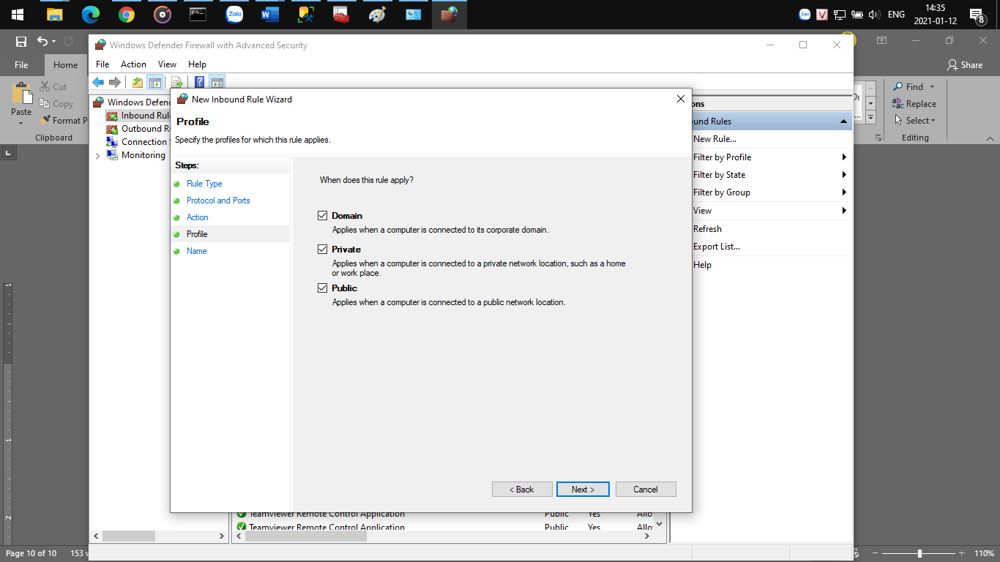 Zalo
Zalo
V
ENG
14:35
2021-01-12
8
Windows Defender Firewall with Advanced Security
File
Home
Share
File Action View Help
Paste
Cut
Copy
Format P
Clipboard
Find
Replace
Select
Editing
Windows Defend
Inbound Rul
Outbound R
Connection
Monitoring
New Inbound Rule Wizard
Profile
Specify the profiles for which this rule applies.
Steps:
Rule Type
Protocol and Ports
Action
Profile
Name
When does this rule apply?
Domain
Applies when a computer is connected to its corporate domain.
Private
Applies when a computer is connected to a private network location, such as a home
or work place.
Public
Applies when a computer is connected to a public network location.
< Back
Next >
Cancel
ons
und Rules
New Rule...
Filter by Profile
Filter by State
Filter by Group
View
Refresh
Export List...
Help
Teamviewer Remote Control Application Public Yes Allo
Teamviewer Remote Control Application Public Yes Allo
1
1
2
Page 10 of 10
153 w
110%